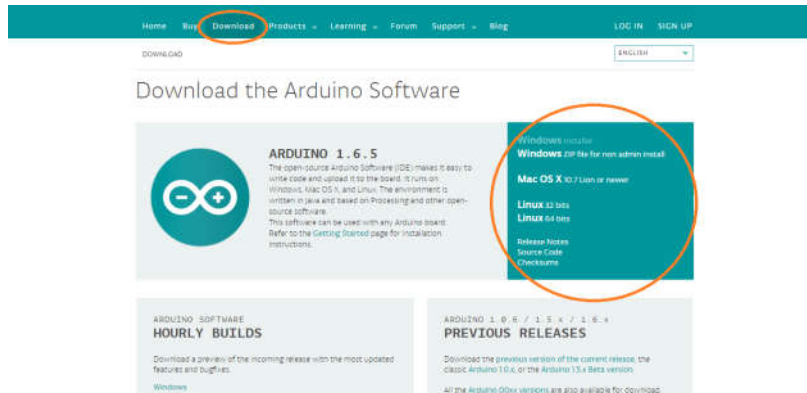 Home Buy Download Products Learning Forum Support Blog LOG IN SIGN UP
DOWNLOAD
ENGLISH
Download the Arduino Software
ARDUINO 1.6.5
The open-source Arduino Software (IDE) makes it easy to
write code and upload it to the board. It runs on
Windows, Mac OS X, and Linux. The environment is
written in Java and based on Processing and other open-
source software.
This software can be used with any Arduino board.
Refer to the Getting Started page for Installation
instructions.
Windows Installer
Windows ZIP file for non admin install
Mac OS X 10.7 Lion or newer
Linux 32 bits
Linux 64 bits
Release Notes
Source Code
Checksums
ARDUINO SOFTWARE
HOURLY BUILDS
Download a preview of the incoming release with the most updated
features and bugfixes.
Windows
ARDUINO 1.0.6 / 1.5.x / 1.6.x
PREVIOUS RELEASES
Download the previous version of the current release, the
classic Arduino 1.0.x, or the Arduino 1.5.x Beta version.
All the Arduino 00xx versions are also available for download.